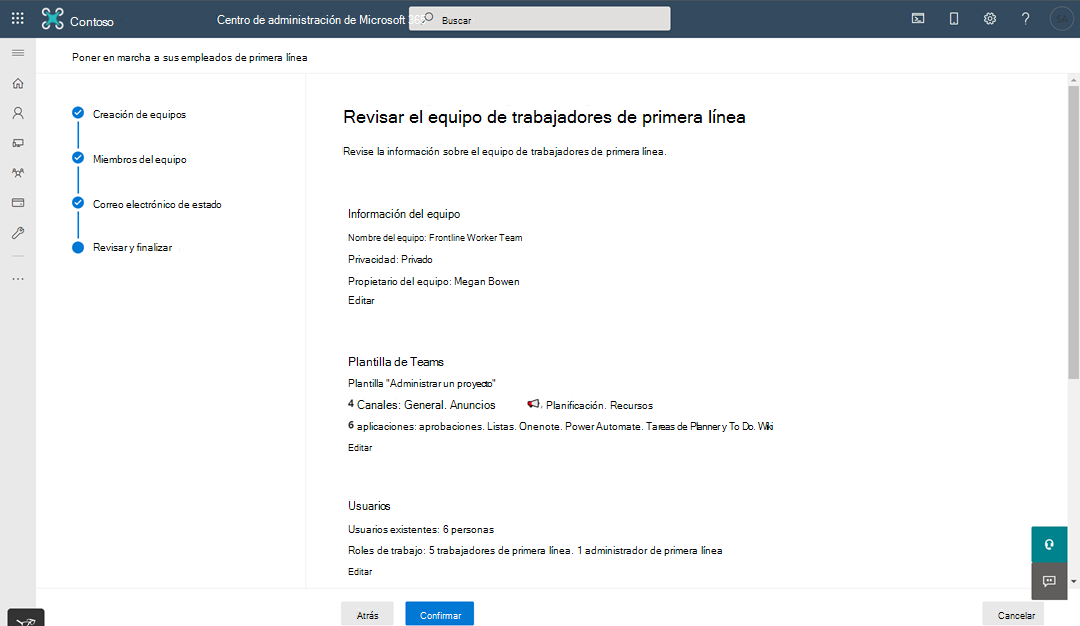 Contoso
Centro de administración de Microsoft 365
Buscar
Poner en marcha a sus empleados de primera línea
Creación de equipos
Miembros del equipo
Correo electrónico de estado
Revisar y finalizar
Revisar el equipo de trabajadores de primera línea
Revise la información sobre el equipo de trabajadores de primera línea.
Información del equipo
Nombre del equipo: Frontline Worker Team
Privacidad: Privado
Propietario del equipo: Megan Bowen
Editar
Plantilla de Teams
Plantilla "Administrar un proyecto"
4 Canales: General. Anuncios . Planificación. Recursos
6 aplicaciones: aprobaciones. Listas. Onenote. Power Automate. Tareas de Planner y To Do. Wiki
Editar
Usuarios
Usuarios existentes: 6 personas
Roles de trabajo: 5 trabajadores de primera línea. 1 administrador de primera línea
Editar
Atrás
Confirmar
Cancelar